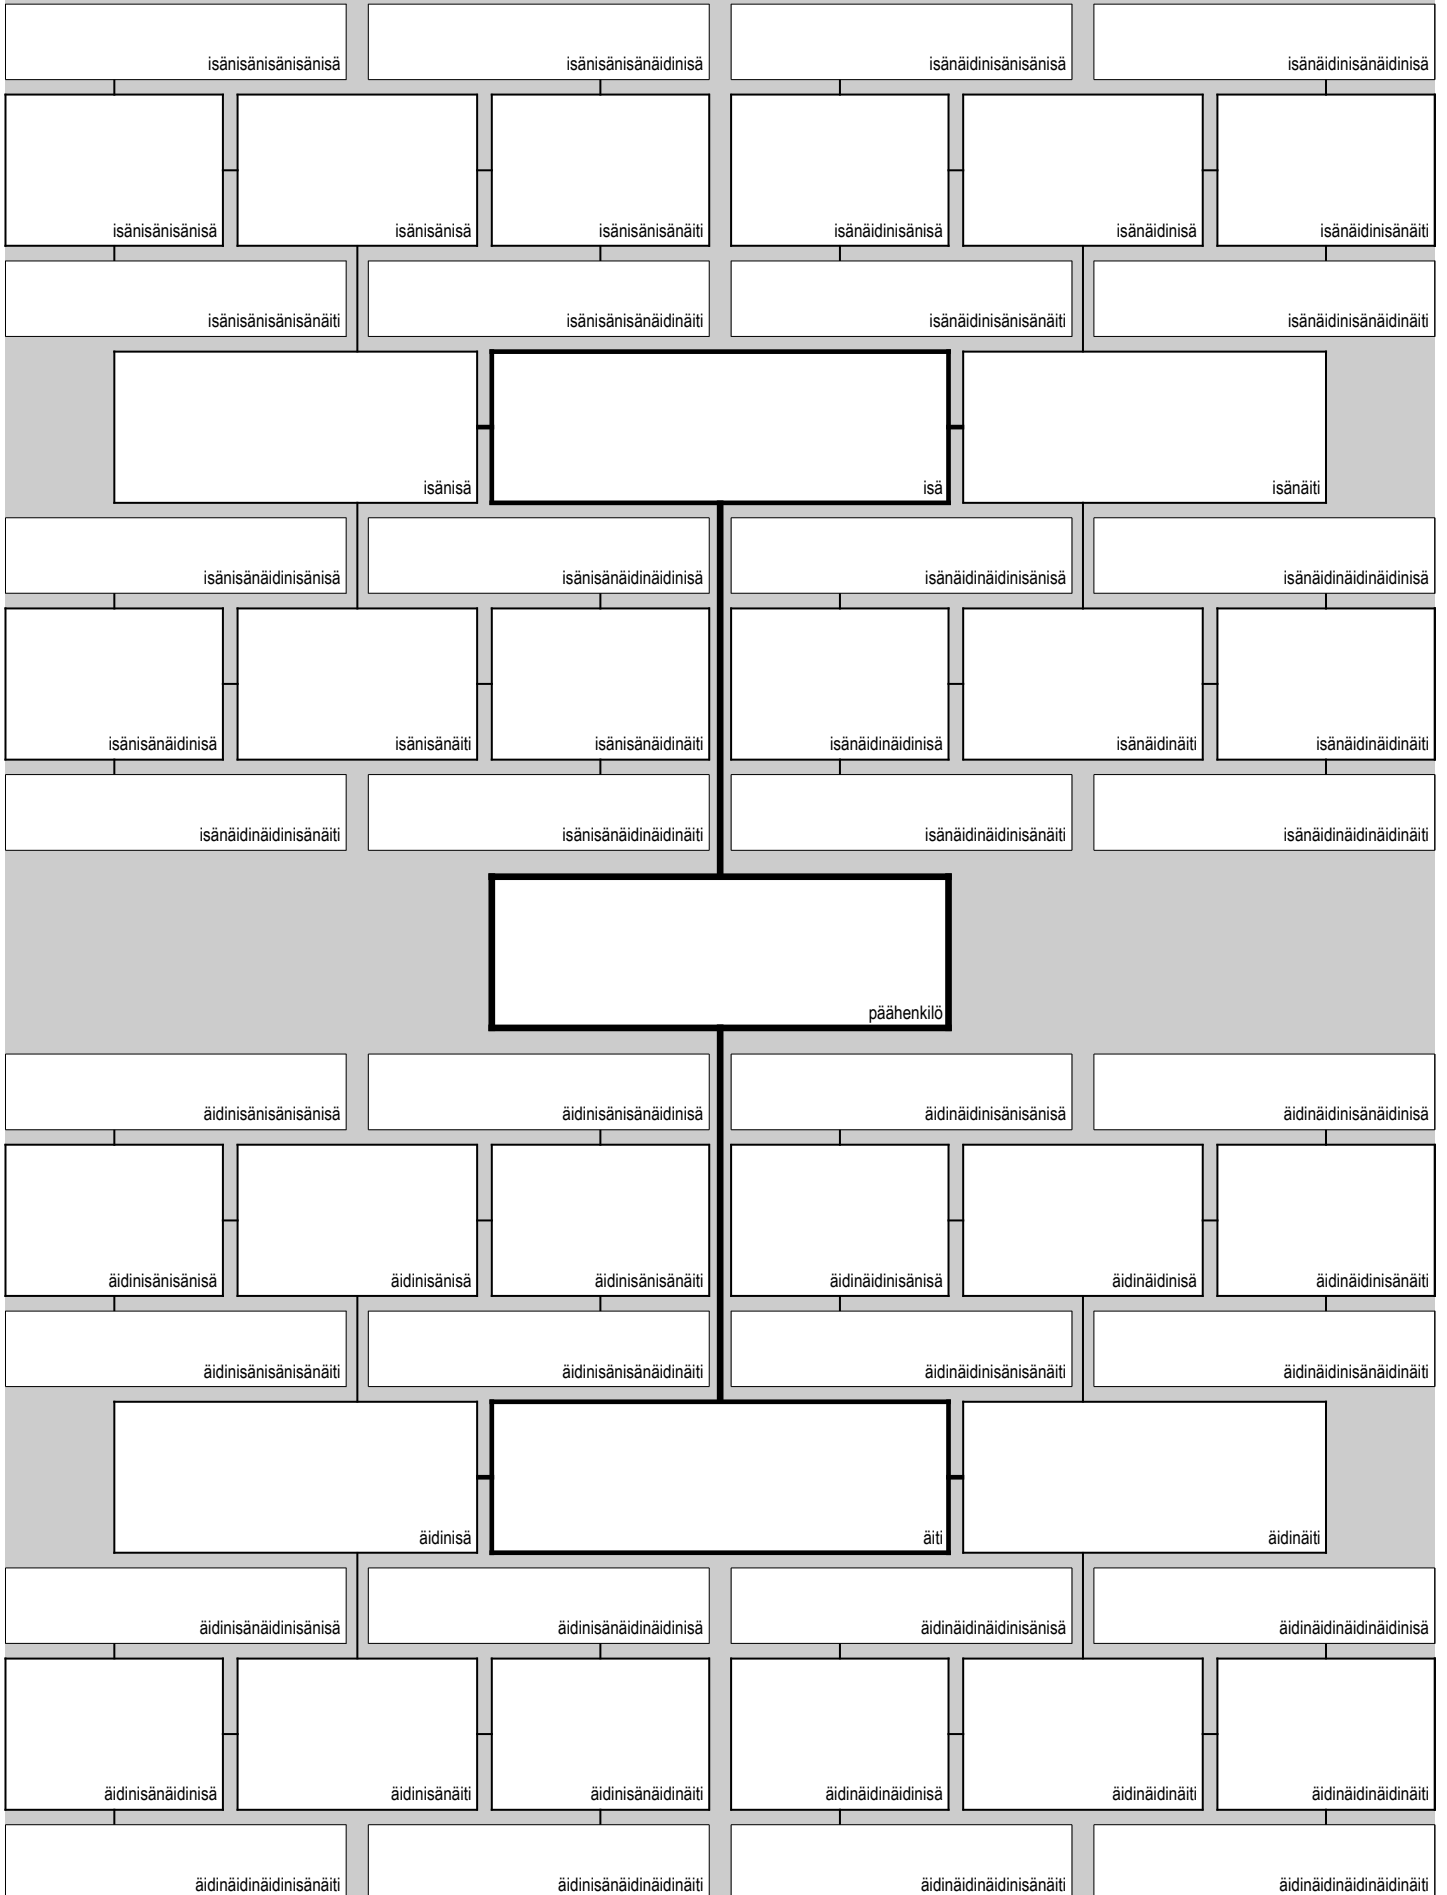 isänisänisänisänisä
isänisänisänäidinisä
isänäidinisänisänisä
isänäidinisänäidinisä
isänisänisänisä
isänisänisä
isänisänisänäiti
isänäidinisänisä
isänäidinisä
isänäidinisänäiti
isänisänisänisänäiti
isänisänisänäidinäiti
isänäidinisänisänäiti
isänäidinisänäidinäiti
isänisä
isä
isänäiti
isänisänäidinisänisä
isänisänäidinäidinisä
isänäidinäidinisänisä
isänäidinäidinäidinisä
isänisänäidinisä
isänisänäiti
isänisänäidinäiti
isänäidinäidinisä
isänäidinäiti
isänäidinäidinäiti
isänäidinäidinisänäiti
isänisänäidinäidinäiti
isänäidinäidinisänäiti
isänäidinäidinäidinäiti
päähenkilö
äidinisänisänisänisä
äidinisänisänäidinisä
äidinäidinisänisänisä
äidinäidinisänäidinisä
äidinisänisänisä
äidinisänisä
äidinisänisänäiti
äidinäidinisänisä
äidinäidinisä
äidinäidinisänäiti
äidinisänisänisänäiti
äidinisänisänäidinäiti
äidinäidinisänisänäiti
äidinäidinisänäidinäiti
äidinisä
äiti
äidinäiti
äidinisänäidinisänisä
äidinisänäidinäidinisä
äidinäidinäidinisänisä
äidinäidinäidinäidinisä
äidinisänäidinisä
äidinisänäiti
äidinisänäidinäiti
äidinäidinäidinisä
äidinäidinäiti
äidinäidinäidinäiti
äidinäidinäidinisänäiti
äidinisänäidinäidinäiti
äidinäidinäidinisänäiti
äidinäidinäidinäidinäiti